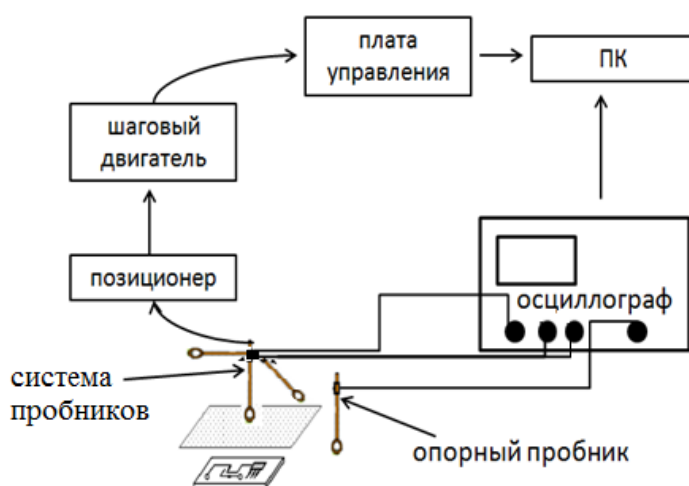 плата
управления
ПК
шаговый
двигатель
позиционер
осциллограф
система
пробников
опорный пробник